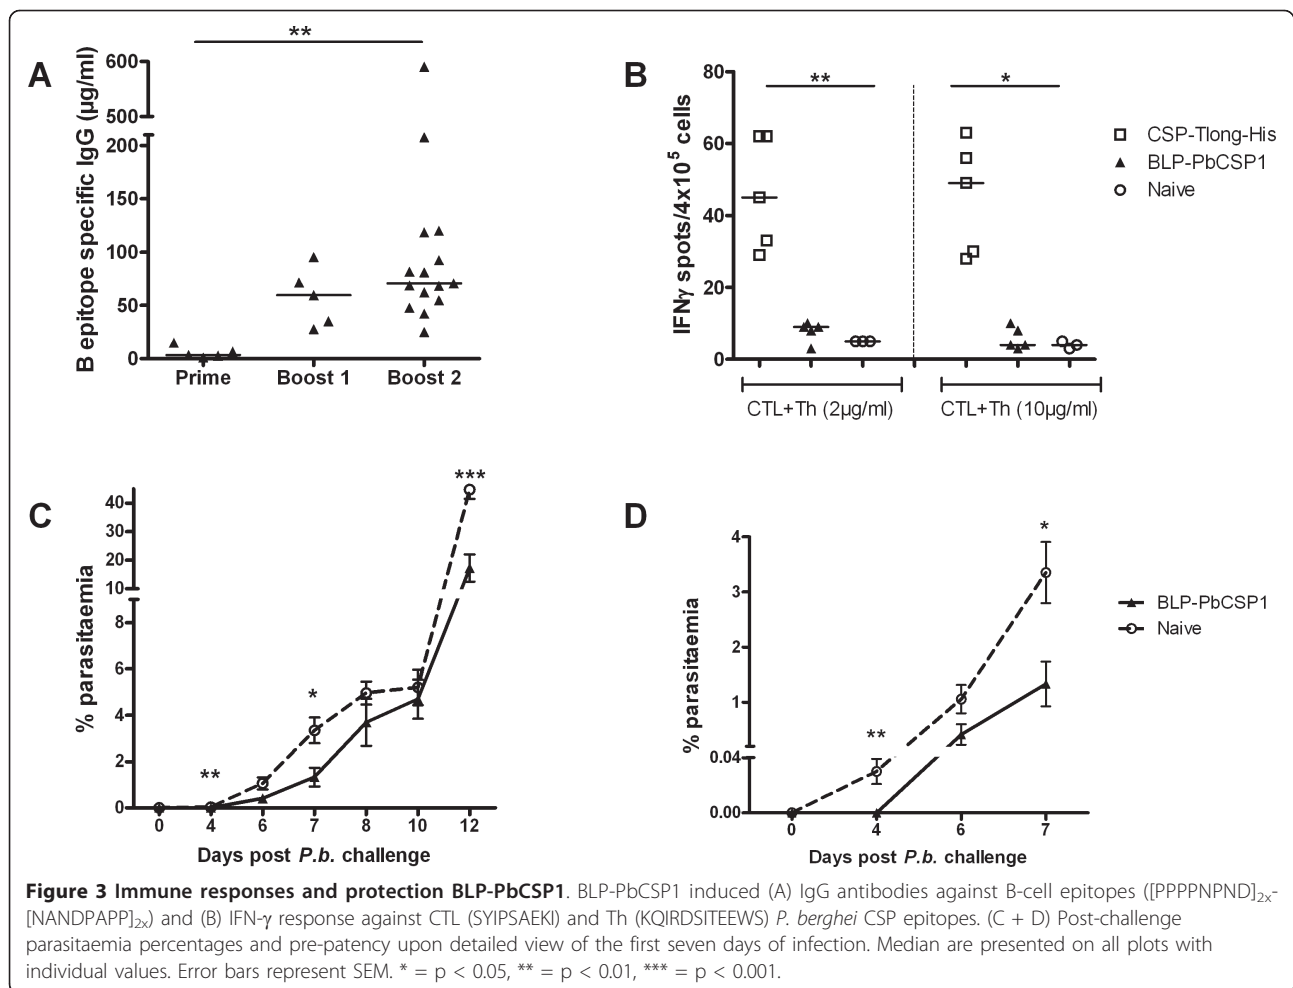 A
B epitope specific IgG (µg/ml)
**
600
500
200
150
100
50
0
Prime Boost 1 Boost 2
B
IFNγ spots/4x10⁵ cells
80
60
40
20
0
** *
CTL+Th (2µg/ml) CTL+Th (10µg/ml)
CSP-Tlong-His
BLP-PbCSP1
Naive
C
% parasitaemia
40
30
20
10
8
6
4
2
0
** * ***
0 4 6 7 8 10 12
Days post P.b. challenge
D
% parasitaemia
4
3
2
1
0.04
0.00
** *
0 4 6 7
Days post P.b. challenge
BLP-PbCSP1
Naive
Figure 3 Immune responses and protection BLP-PbCSP1. BLP-PbCSP1 induced (A) IgG antibodies against B-cell epitopes ([PPPPNPND]2x-
[NANDPAPP]2x) and (B) IFN-γ response against CTL (SYIPSAEKI) and Th (KQIRDSITEEWS) P. berghei CSP epitopes. (C + D) Post-challenge
parasitaemia percentages and pre-patency upon detailed view of the first seven days of infection. Median are presented on all plots with
individual values. Error bars represent SEM. * = p < 0.05, ** = p < 0.01, *** = p < 0.001.